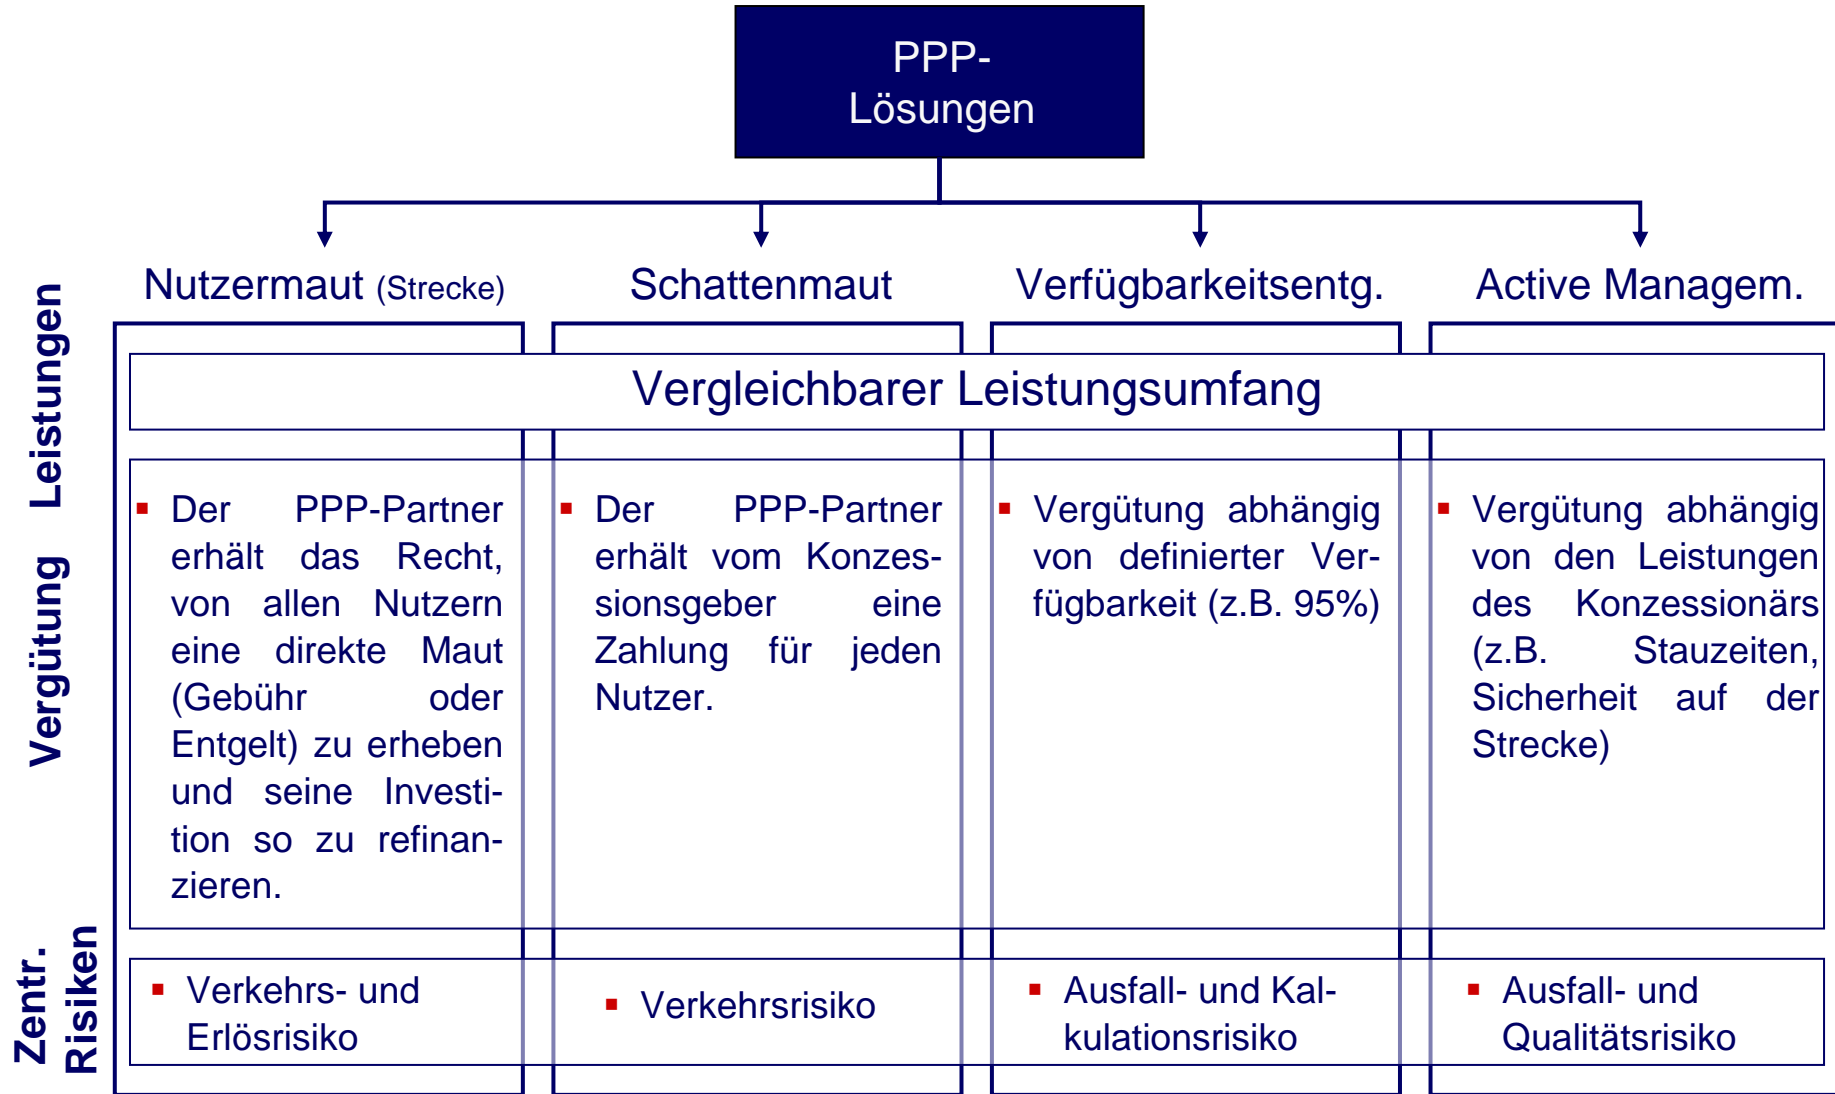 PPP-
Lösungen
Nutzermaut (Strecke)
Schattenmaut
Verfügbarkeitsentg.
Active Managem.
Leistungen
Vergleichbarer Leistungsumfang
Vergütung
▪ Der PPP-Partner
erhält das Recht,
von allen Nutzern
eine direkte Maut
(Gebühr oder
Entgelt) zu erheben
und seine Investi-
tion so zu refinan-
zieren.
▪ Der PPP-Partner
erhält vom Konzes-
sionsgeber eine
Zahlung für jeden
Nutzer.
▪ Vergütung abhängig
von definierter Ver-
fügbarkeit (z.B. 95%)
▪ Vergütung abhängig
von den Leistungen
des Konzessionärs
(z.B. Stauzeiten,
Sicherheit auf der
Strecke)
Zentr.
Risiken
▪ Verkehrs- und
Erlösrisiko
▪ Verkehrsrisiko
▪ Ausfall- und Kal-
kulationsrisiko
▪ Ausfall- und
Qualitätsrisiko